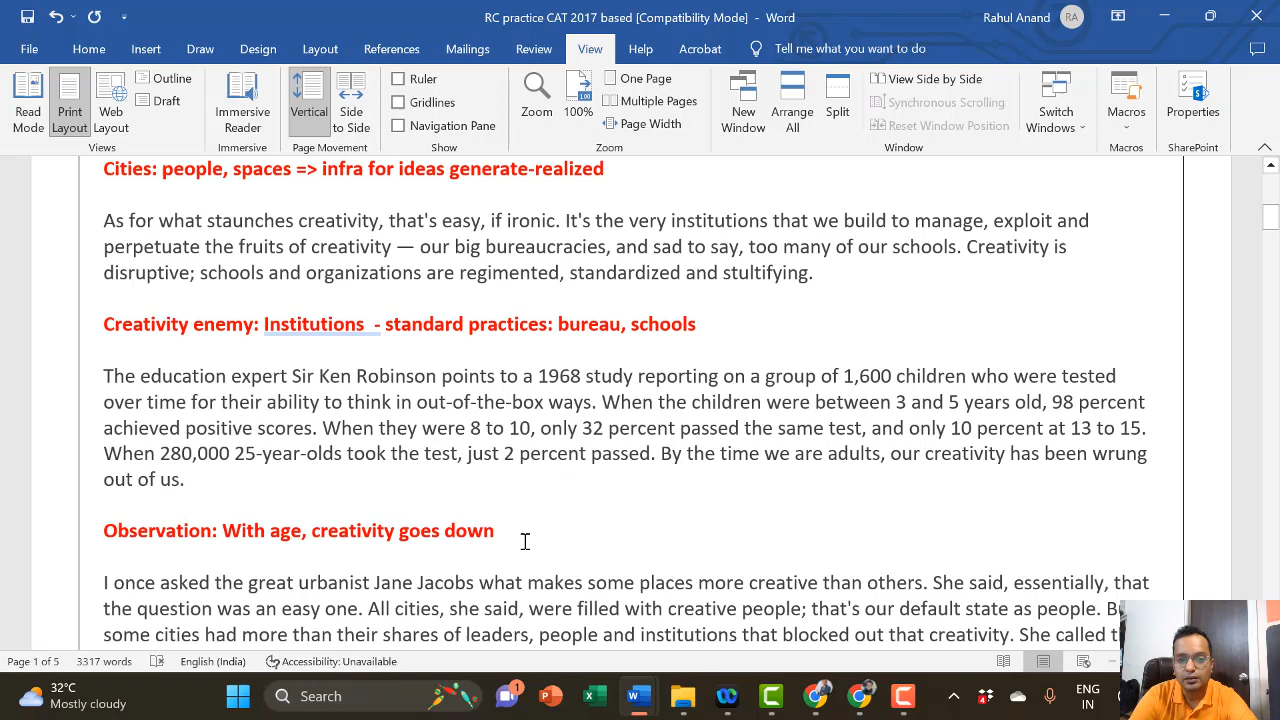 RC practice CAT 2017 based [Compatibility Mode] - Word
Rahul Anand
RA
File Home Insert Draw Design Layout References Mailings Review View Help Acrobat Tell me what you want to do
Read Mode
Print Layout
Web Layout
Outline
Draft
Views
Immersive Reader
Immersive
Vertical
Side to Side
Page Movement
Ruler
Gridlines
Navigation Pane
Show
Zoom
100
100%
One Page
Multiple Pages
Page Width
Zoom
New Window
Arrange All
Split
View Side by Side
Synchronous Scrolling
Reset Window Position
Window
Switch Windows
Macros
Macros
Properties
SharePoint
Cities: people, spaces => infra for ideas generate-realized
As for what staunches creativity, that's easy, if ironic. It's the very institutions that we build to manage, exploit and
perpetuate the fruits of creativity — our big bureaucracies, and sad to say, too many of our schools. Creativity is
disruptive; schools and organizations are regimented, standardized and stultifying.
Creativity enemy: Institutions - standard practices: bureau, schools
The education expert Sir Ken Robinson points to a 1968 study reporting on a group of 1,600 children who were tested
over time for their ability to think in out-of-the-box ways. When the children were between 3 and 5 years old, 98 percent
achieved positive scores. When they were 8 to 10, only 32 percent passed the same test, and only 10 percent at 13 to 15.
When 280,000 25-year-olds took the test, just 2 percent passed. By the time we are adults, our creativity has been wrung
out of us.
Observation: With age, creativity goes down
I once asked the great urbanist Jane Jacobs what makes some places more creative than others. She said, essentially, that
the question was an easy one. All cities, she said, were filled with creative people; that's our default state as people.
some cities had more than their shares of leaders, people and institutions that blocked out that creativity. She called
Page 1 of 5 3317 words English (India) Accessibility: Unavailable
32°C
Mostly cloudy
Search
1
4
ENG
IN